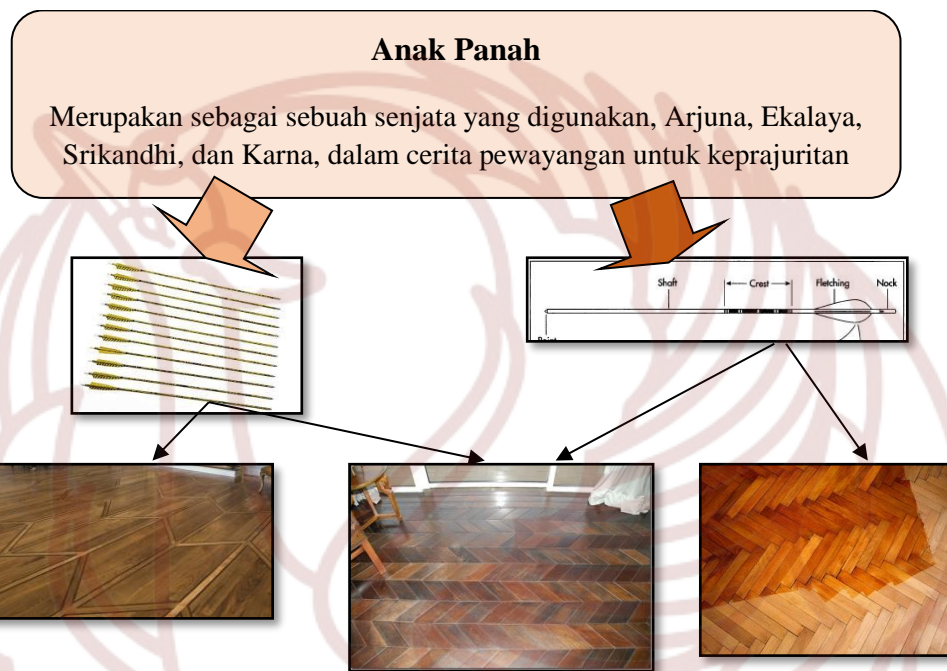 Anak Panah
Merupakan sebagai sebuah senjata yang digunakan, Arjuna, Ekalaya,
Srikandhi, dan Karna, dalam cerita pewayangan untuk keprajuritan
Shaft
Crest
Fletching
Nock